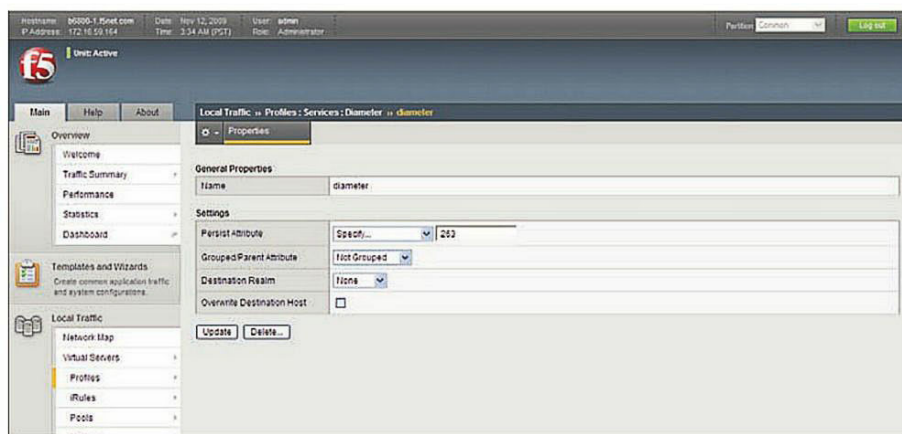 Hostname: b6800-1.f5net.com Date: Nov 12, 2009 User: admin
IP Address: 172.16.59.164 Time: 3:34 AM (PST) Role: Administrator
Partition: Common Log out
f5
Unit: Active
Main Help About
Local Traffic » Profiles : Services : Diameter » diameter
Properties
Overview
Welcome
Traffic Summary
Performance
Statistics
Dashboard
Templates and Wizards
Create common application traffic
and system configurations.
Local Traffic
Network Map
Virtual Servers
Profiles
iRules
Pools
General Properties
Name diameter
Settings
Persist Attribute Specify... 263
Grouped/Parent Attribute Not Grouped
Destination Realm None
Overwrite Destination Host
Update Delete...